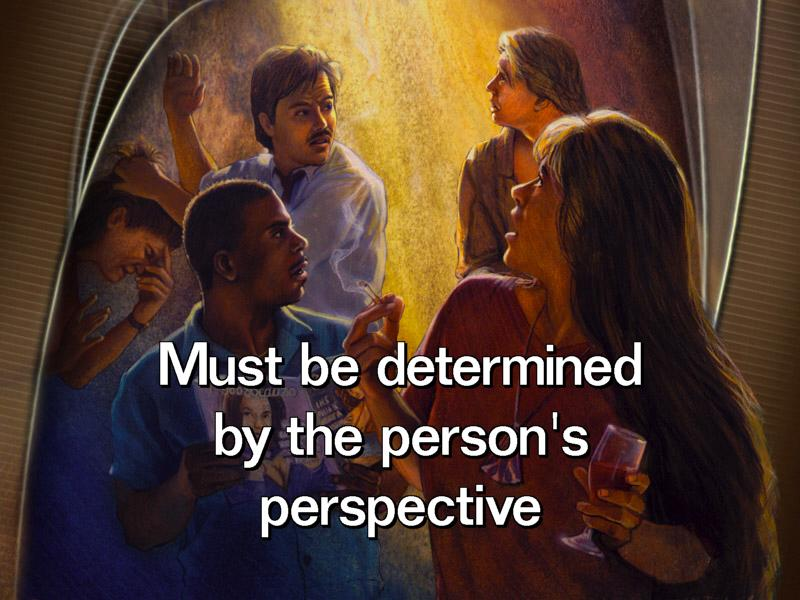 Must be determined
by the person's
perspective